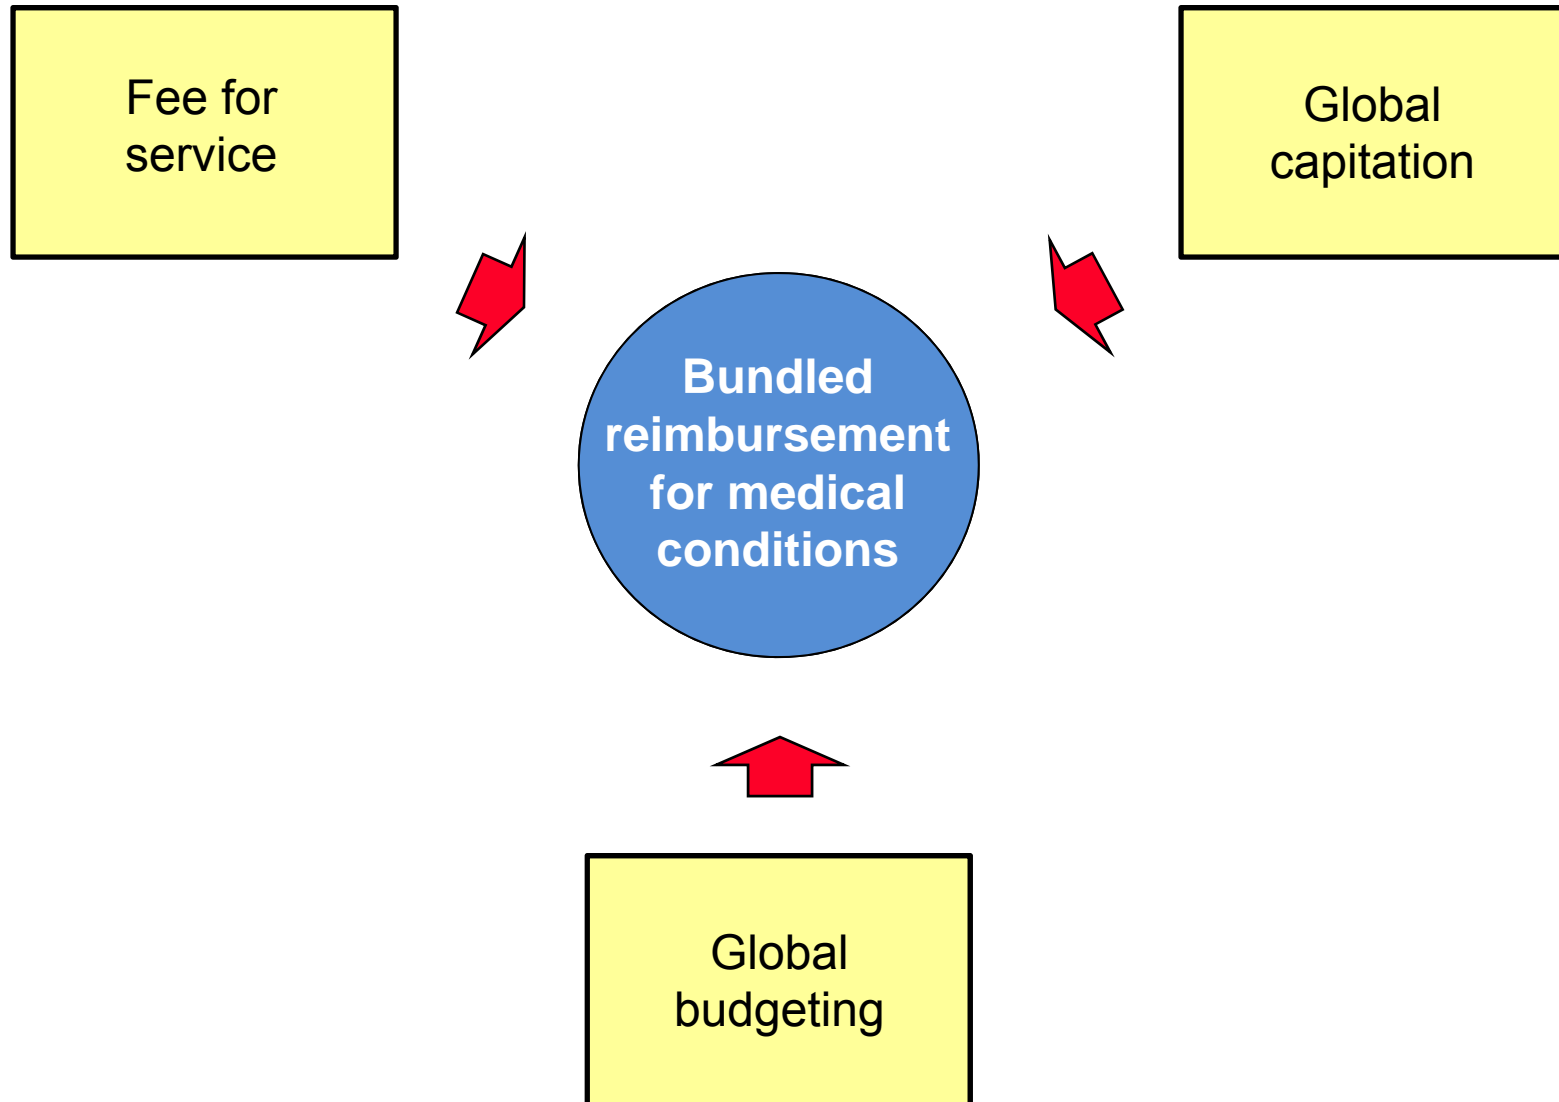 Fee for
service
Global
capitation
Bundled
reimbursement
for medical
conditions
Global
budgeting